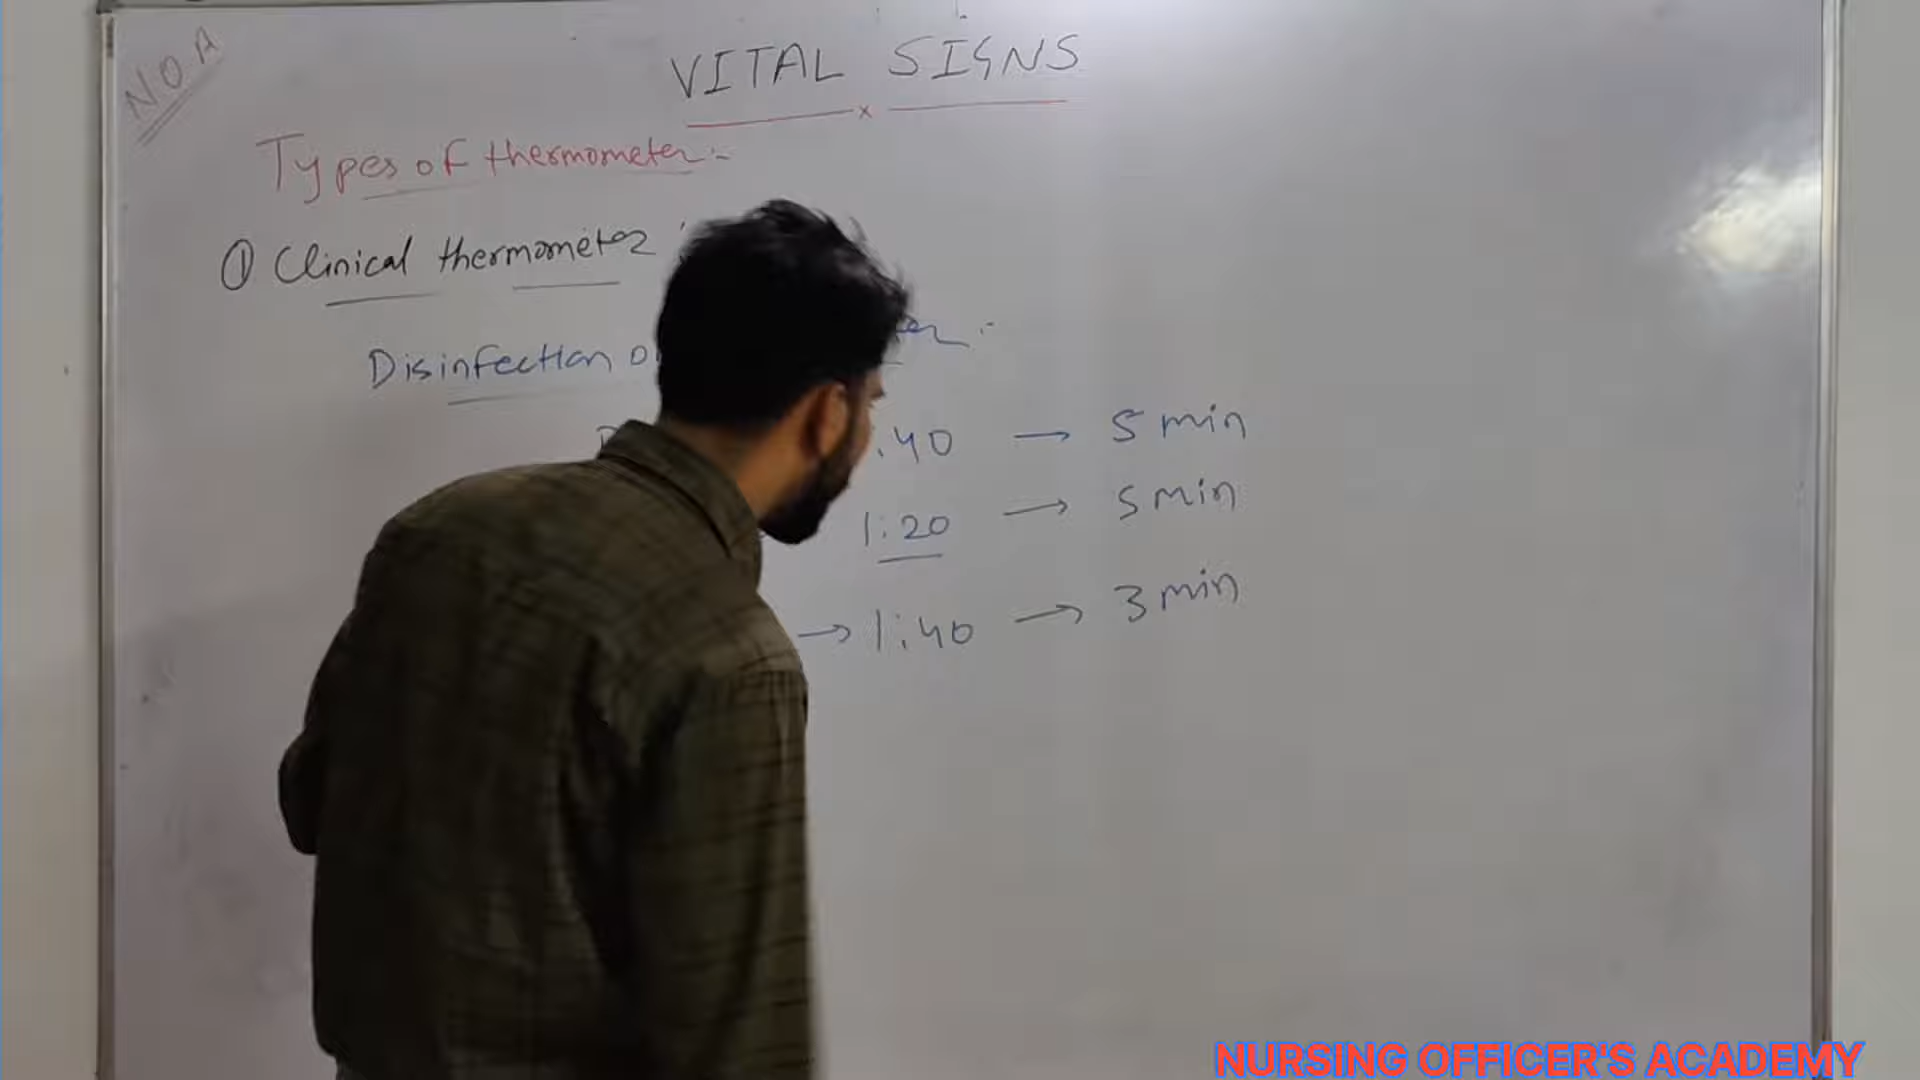 N.O.A
VITAL SIGNS
x
Types of thermometer :-
① Clinical thermometer
Disinfection
:40 → 5 min
1:20 → 5 min
→ 1:40 → 3 min
NURSING OFFICER'S ACADEMY